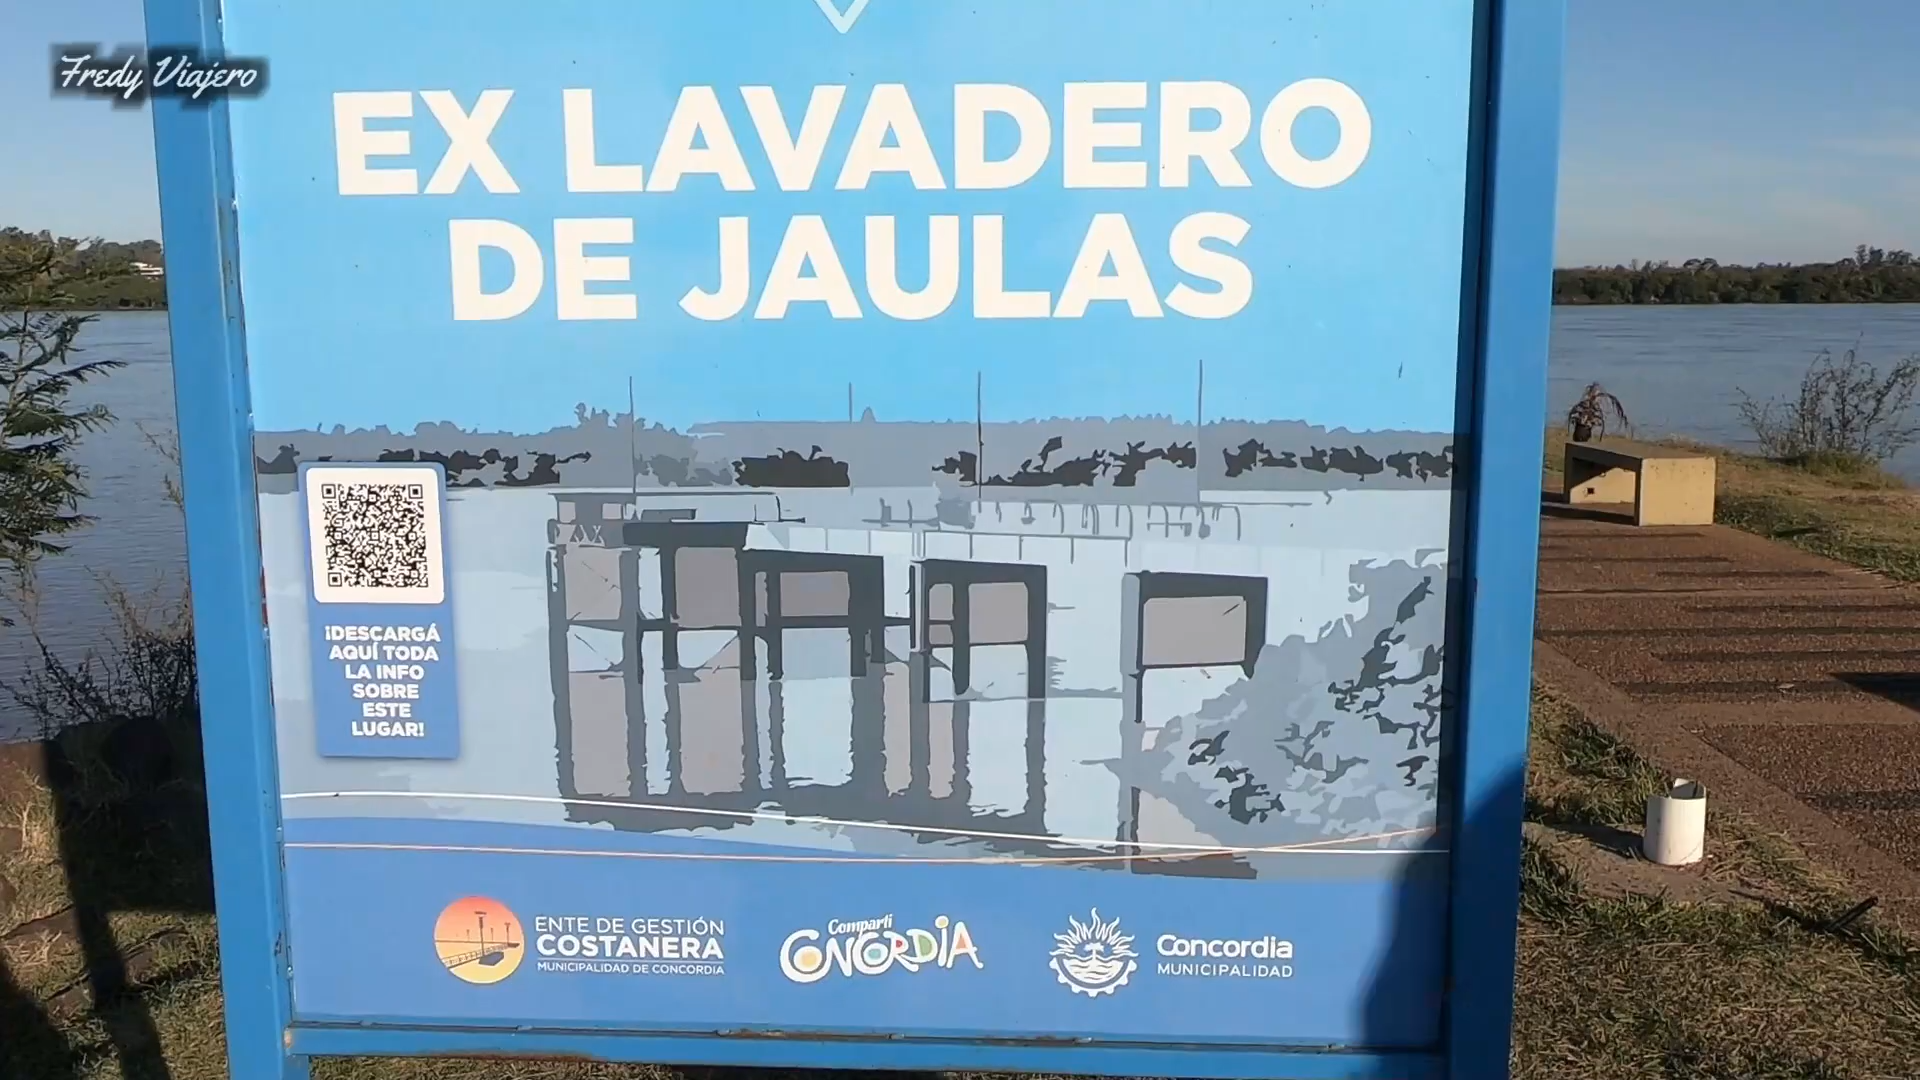 Fredy Viajero
EX LAVADERO
DE JAULAS
¡DESCARGÁ
AQUÍ TODA
LA INFO
SOBRE
ESTE
LUGAR!
ENTE DE GESTIÓN
COSTANERA
MUNICIPALIDAD DE CONCORDIA
Compartí
CONCORDIA
Concordia
MUNICIPALIDAD